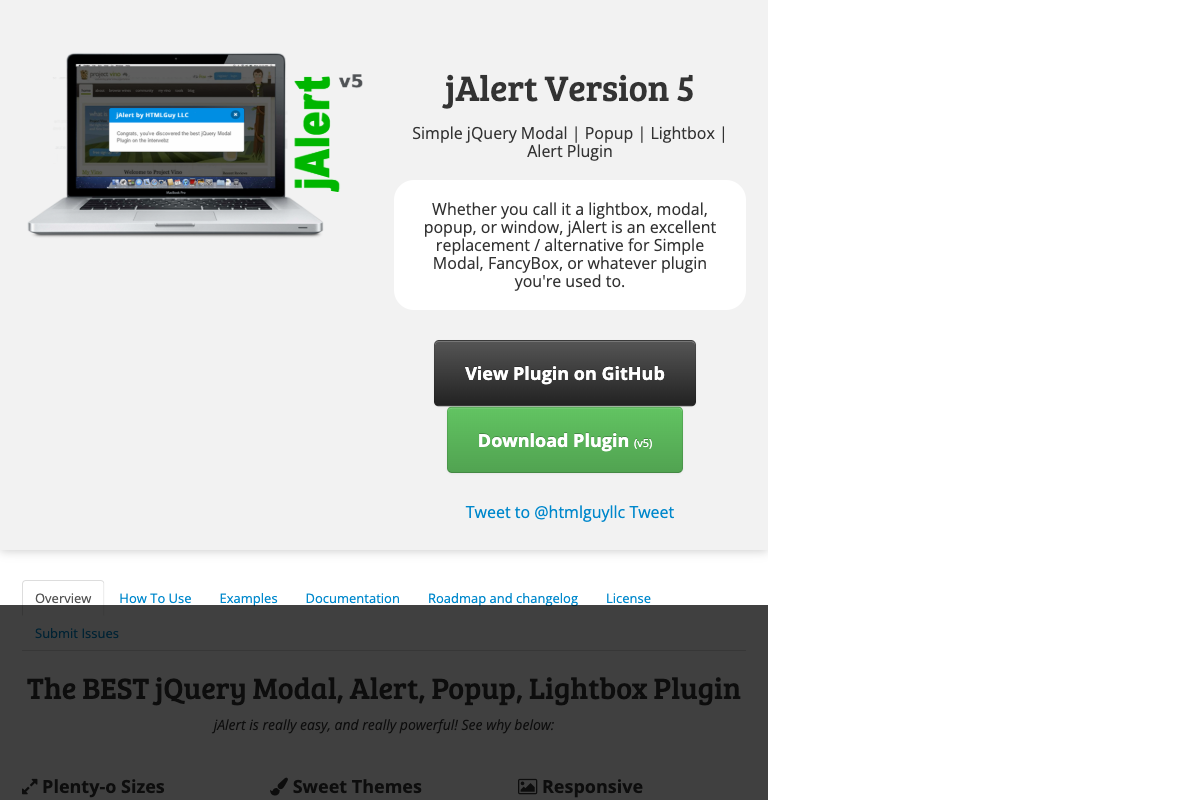 jAlert
v5
jAlert by HTMLGuy LLC
Congrats, you've discovered the best jQuery Modal
Plugin on the interwebz
jAlert Version 5
Simple jQuery Modal | Popup | Lightbox |
Alert Plugin
Whether you call it a lightbox, modal,
popup, or window, jAlert is an excellent
replacement / alternative for Simple
Modal, FancyBox, or whatever plugin
you're used to.
View Plugin on GitHub
Download Plugin (v5)
Tweet to @htmlguyllc Tweet
Overview How To Use Examples Documentation Roadmap and changelog License
Submit Issues
The BEST jQuery Modal, Alert, Popup, Lightbox Plugin
jAlert is really easy, and really powerful! See why below:
Plenty-o Sizes Sweet Themes Responsive